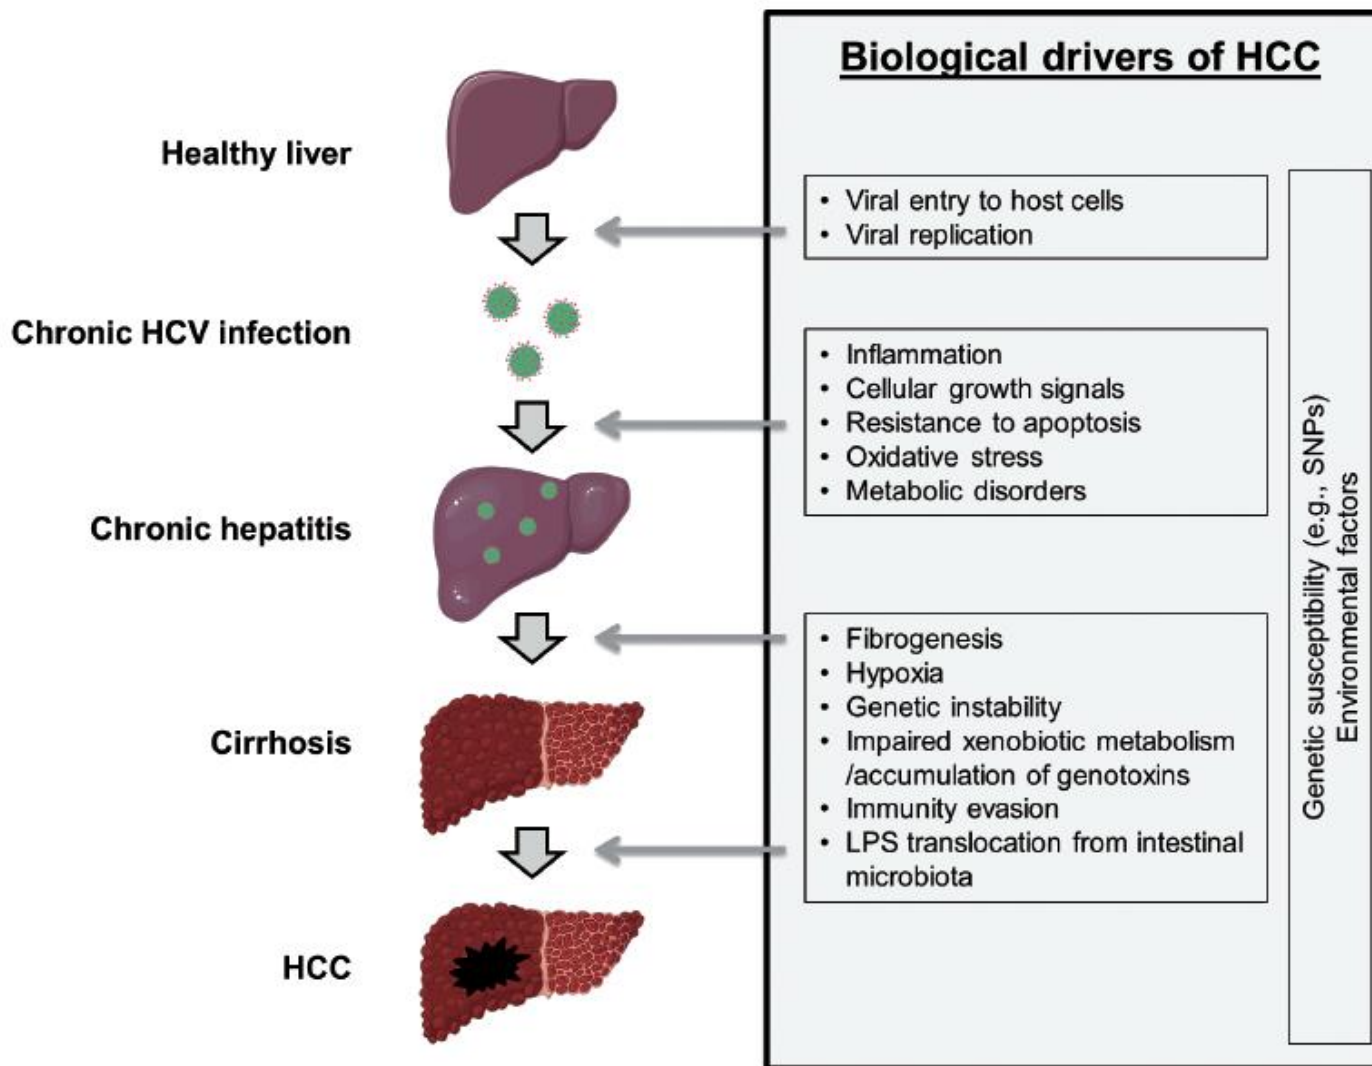 Biological drivers of HCC
Healthy liver
• Viral entry to host cells
• Viral replication
Chronic HCV infection
• Inflammation
• Cellular growth signals
• Resistance to apoptosis
• Oxidative stress
• Metabolic disorders
Chronic hepatitis
• Fibrogenesis
• Hypoxia
• Genetic instability
• Impaired xenobiotic metabolism
/accumulation of genotoxins
• Immunity evasion
• LPS translocation from intestinal
microbiota
Cirrhosis
HCC
Genetic susceptibility (e.g., SNPs)
Environmental factors